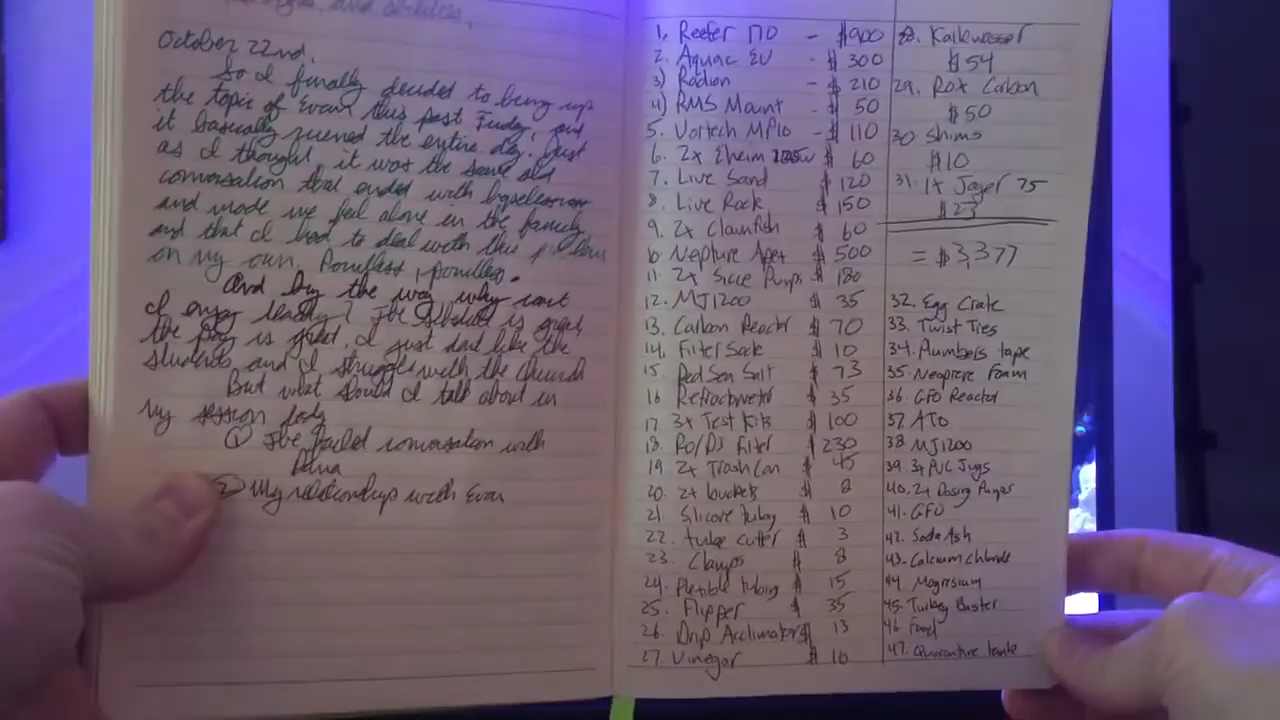 and abilities,
October 22nd.
So I finally decided to bring up
the topic of Evan this past Friday, and
it basically ruined the entire day. Just
as I thought, it was the same old
conversation that ended with hopelessness
and made me feel alone in the family
and that I had to deal with this problem
on my own. Pointless, pointless.
And by the way why can't
I enjoy teaching? The schedule is great,
the pay is great. I just don't like the
students and I struggle with the church
But what should I talk about in
my session today
① The failed conversation with
② My relationship with Evan
1. Reefer 170 - $900
2. Aquac EV - $ 300
3) Radion - $ 210
4) RMS Mount - $ 50
5. Vortech MP10 - $110
6. 2x Eheim $ 60
7. Live Sand $ 120
8. Live Rock $ 150
9. 2x Clownfish $ 60
10 Neptune Apex $ 500
11. 2x Sicce Pumps $ 180
12. MJ1200 $ 35
13. Carbon Reactr $ 70
14. Filter Sock $ 10
15 Red Sea Salt $ 73
16 Refractometer $ 35
17. 3x Test Kits $ 100
18. RO/DI Filter $ 230
19 2x Trash Can $ 45
20. 2x buckets $ 8
21 Silicone tubing $ 10
22. tube cutter $ 3
23. Clamps $ 8
24. Flexible tubing $ 15
25. Flipper $ 35
26. Drip Acclimator $ 13
27. Vinegar $ 10
28. Kalkwasser
$54
29. Rox Carbon
$50
30. Shims
$10
31. 1x Jager 75
$23
= $3,377
32. Egg Crate
33. Twist Ties
34. Plumbers tape
35. Neoprene Foam
36. GFO Reactor
37. ATO
38 MJ1200
39. 3x PVC Jugs
40. 2x Dosing Pumps
41. GFO
42. Soda Ash
43. Calcium Chloride
44. Magnesium
45. Turkey Baster
46 Food
47. Quarantine tank